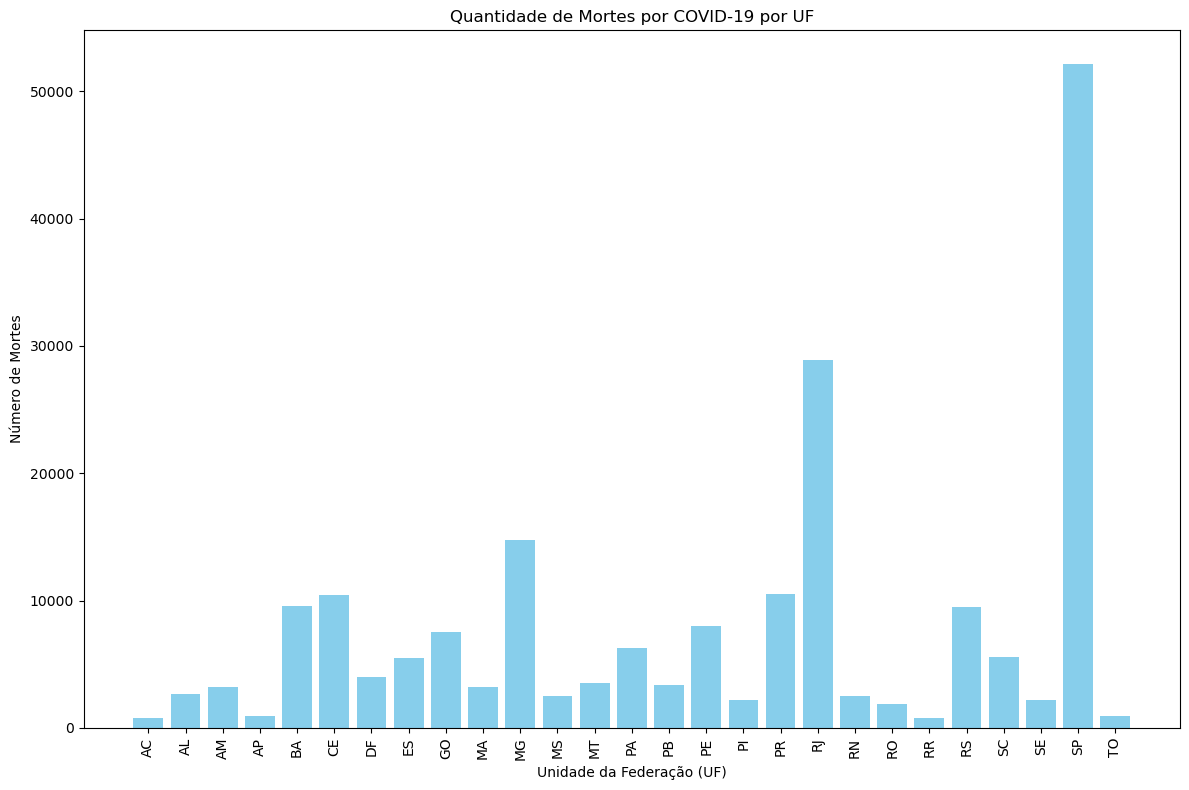 Quantidade de Mortes por COVID-19 por UF
Número de Mortes
50000
40000
30000
20000
10000
0
AC AL AM AP BA CE DF ES GO MA MG MS MT PA PB PE PI PR RJ RN RO RR RS SC SE SP TO
Unidade da Federação (UF)